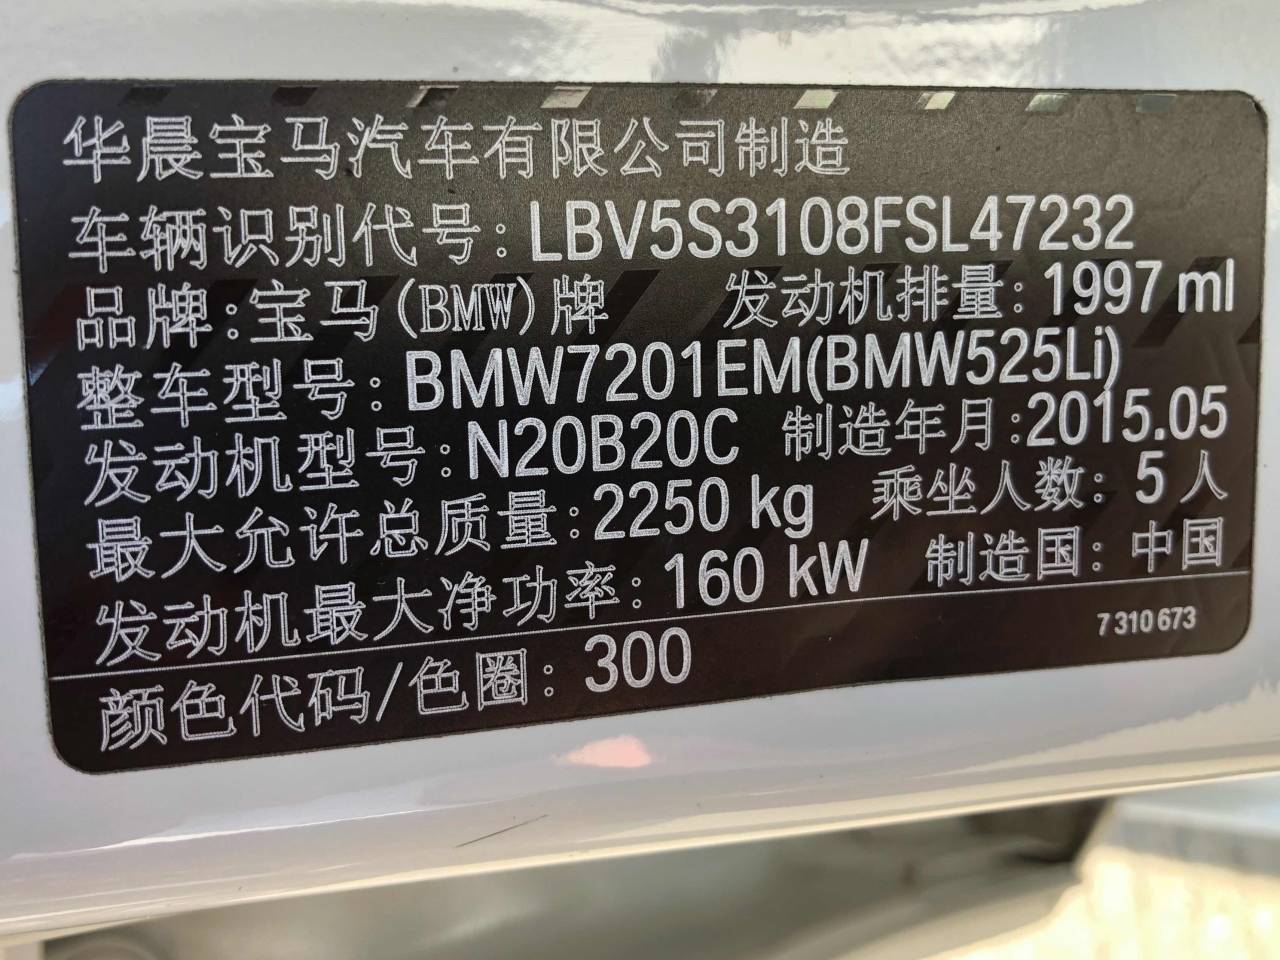 华晨宝马汽车有限公司制造
车辆识别代号: LBV5S3108FSL47232
品牌:宝马(BMW)牌 发动机排量: 1997 ml
整车型号: BMW7201EM(BMW525Li)
发动机型号:N20B20C 制造年月:2015.05
最大允许总质量:2250 kg 乘坐人数: 5 人
发动机最大净功率: 160 kW 制造国: 中国
7 310 673
颜色代码/色圈: 300